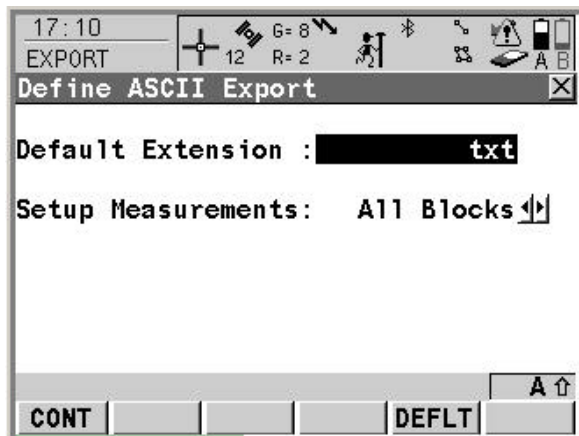 17:10
EXPORT
12
G= 8
R= 2
A B
Define ASCII Export
Default Extension : txt
Setup Measurements: All Blocks
A
CONT
DEFLT